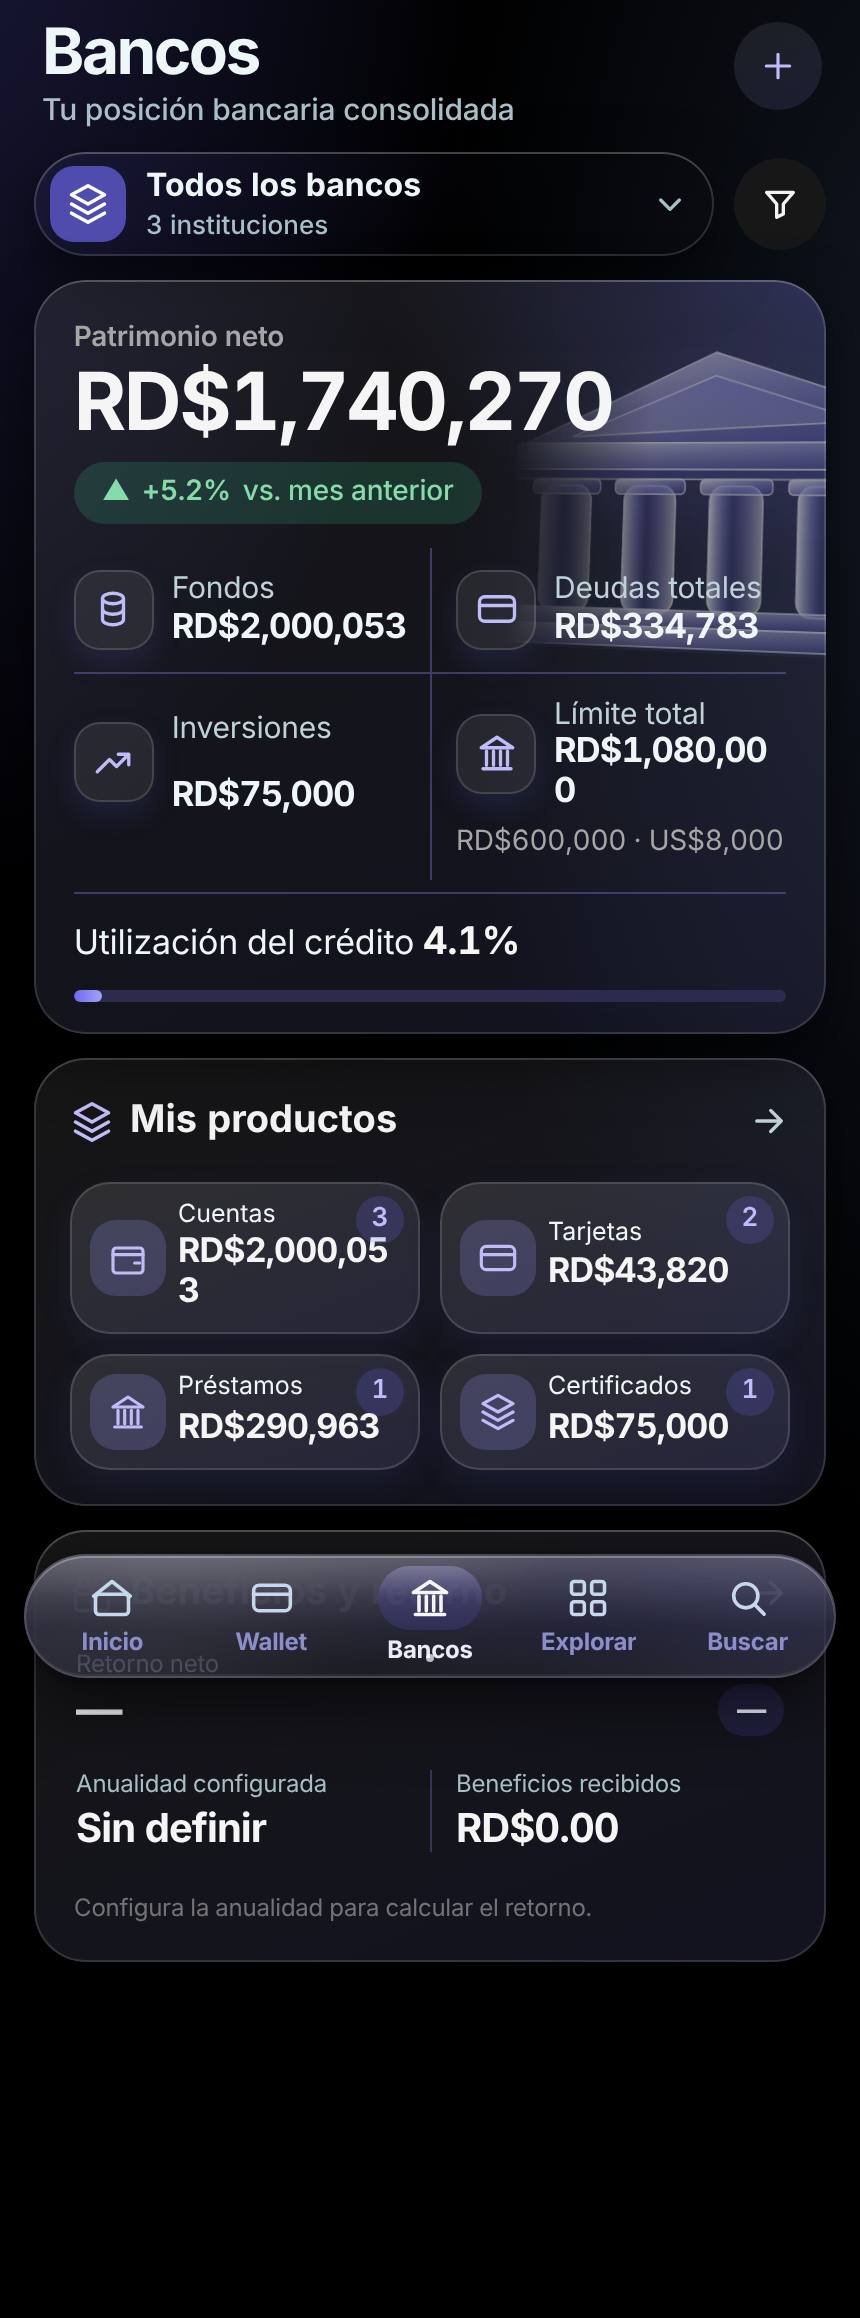 Bancos
Tu posición bancaria consolidada
Todos los bancos
3 instituciones
Patrimonio neto
RD$1,740,270
▲ +5.2% vs. mes anterior
Fondos
RD$2,000,053
Deudas totales
RD$334,783
Inversiones
RD$75,000
Límite total
RD$1,080,00
0
RD$600,000 · US$8,000
Utilización del crédito 4.1%
Mis productos
Cuentas
3
RD$2,000,05
3
Tarjetas
2
RD$43,820
Préstamos
1
RD$290,963
Certificados
1
RD$75,000
Beneficios y retorno
Inicio
Wallet
Bancos
Explorar
Buscar
Retorno neto
—
—
Anualidad configurada
Sin definir
Beneficios recibidos
RD$0.00
Configura la anualidad para calcular el retorno.